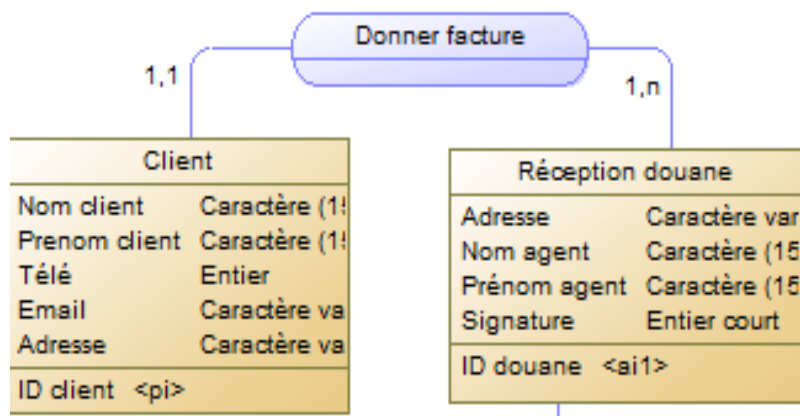 Donner facture
1,1
1,n
Client
Nom client Caractère (15
Prenom client Caractère (15
Télé Entier
Email Caractère va
Adresse Caractère va
ID client <pi>
Réception douane
Adresse Caractère var
Nom agent Caractère (15
Prénom agent Caractère (15
Signature Entier court
ID douane <ai1>